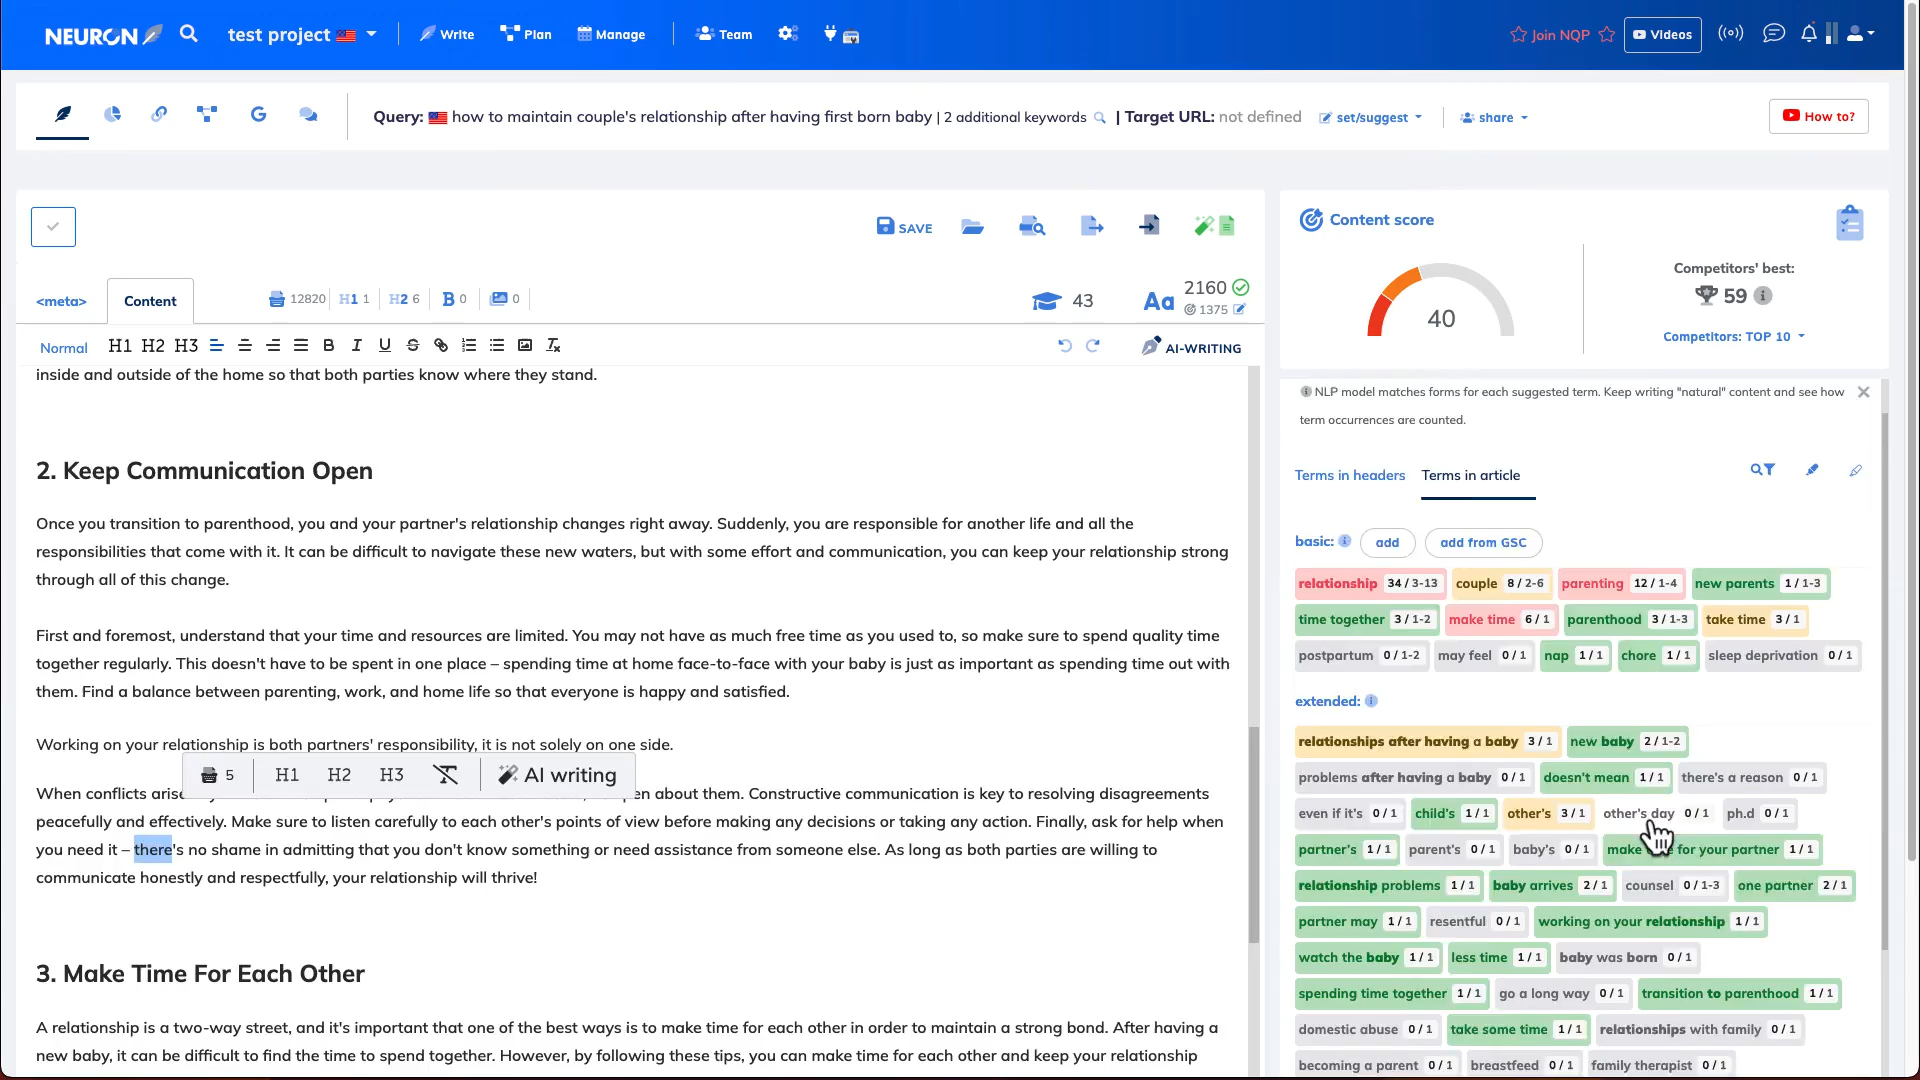 NEURON test project Write Plan Manage Team Join NQP Videos
Query: how to maintain couple's relationship after having first born baby | 2 additional keywords | Target URL: not defined set/suggest share How to?
SAVE
<meta> Content 12820 H1 1 H2 6 B 0 0 43 Aa 2160 1375
Normal H1 H2 H3 B I U S AI-WRITING
inside and outside of the home so that both parties know where they stand.
2. Keep Communication Open
Once you transition to parenthood, you and your partner's relationship changes right away. Suddenly, you are responsible for another life and all the
responsibilities that come with it. It can be difficult to navigate these new waters, but with some effort and communication, you can keep your relationship strong
through all of this change.
First and foremost, understand that your time and resources are limited. You may not have as much free time as you used to, so make sure to spend quality time
together regularly. This doesn't have to be spent in one place – spending time at home face-to-face with your baby is just as important as spending time out with
them. Find a balance between parenting, work, and home life so that everyone is happy and satisfied.
Working on your relationship is both partners' responsibility, it is not solely on one side.
5 H1 H2 H3 AI writing
When conflicts arise about them. Constructive communication is key to resolving disagreements
peacefully and effectively. Make sure to listen carefully to each other's points of view before making any decisions or taking any action. Finally, ask for help when
you need it – there's no shame in admitting that you don't know something or need assistance from someone else. As long as both parties are willing to
communicate honestly and respectfully, your relationship will thrive!
3. Make Time For Each Other
A relationship is a two-way street, and it's important that one of the best ways is to make time for each other in order to maintain a strong bond. After having a
new baby, it can be difficult to find the time to spend together. However, by following these tips, you can make time for each other and keep your relationship
Content score
40
Competitors' best:
59
Competitors: TOP 10
NLP model matches forms for each suggested term. Keep writing "natural" content and see how
term occurrences are counted.
Terms in headers Terms in article
basic: add add from GSC
relationship 34 / 3-13 couple 8 / 2-6 parenting 12 / 1-4 new parents 1 / 1-3
time together 3 / 1-2 make time 6 / 1 parenthood 3 / 1-3 take time 3 / 1
postpartum 0 / 1-2 may feel 0 / 1 nap 1 / 1 chore 1 / 1 sleep deprivation 0 / 1
extended:
relationships after having a baby 3 / 1 new baby 2 / 1-2
problems after having a baby 0 / 1 doesn't mean 1 / 1 there's a reason 0 / 1
even if it's 0 / 1 child's 1 / 1 other's 3 / 1 other's day 0 / 1 ph.d 0 / 1
partner's 1 / 1 parent's 0 / 1 baby's 0 / 1 make for your partner 1 / 1
relationship problems 1 / 1 baby arrives 2 / 1 counsel 0 / 1-3 one partner 2 / 1
partner may 1 / 1 resentful 0 / 1 working on your relationship 1 / 1
watch the baby 1 / 1 less time 1 / 1 baby was born 0 / 1
spending time together 1 / 1 go a long way 0 / 1 transition to parenthood 1 / 1
domestic abuse 0 / 1 take some time 1 / 1 relationships with family 0 / 1
becoming a parent 0 / 1 breastfeed 0 / 1 family therapist 0 / 1